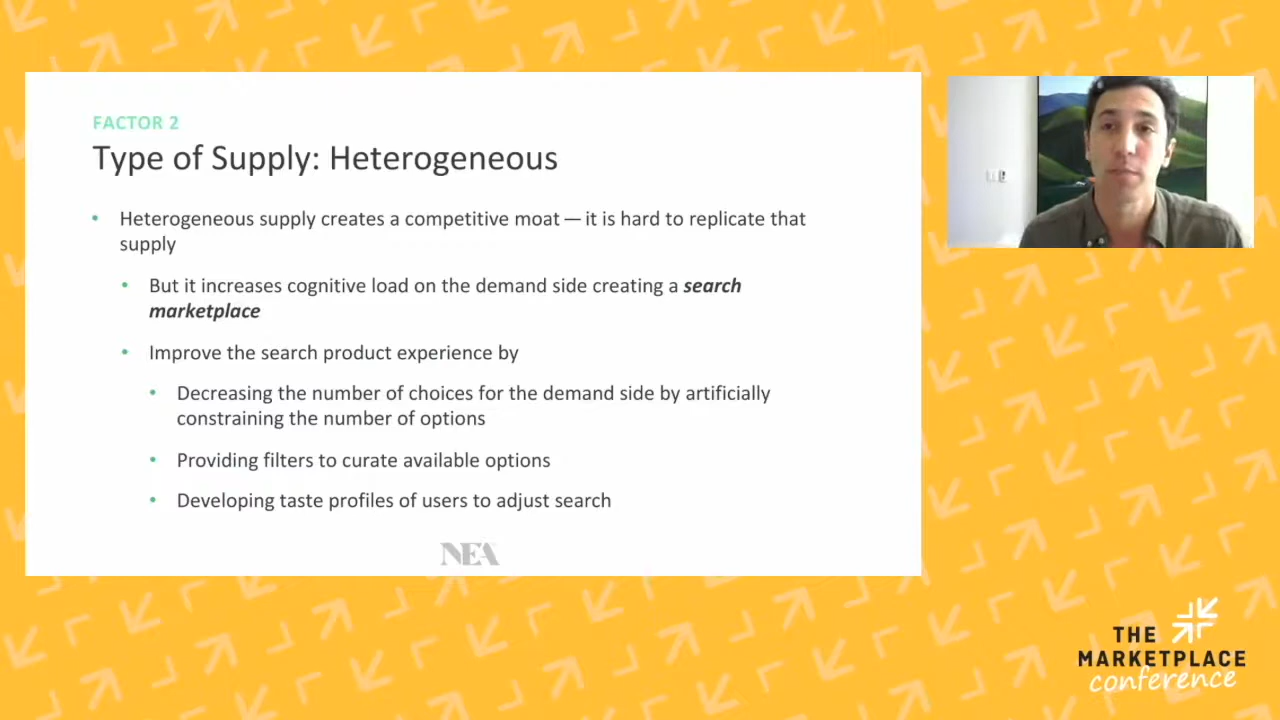 FACTOR 2
Type of Supply: Heterogeneous
• Heterogeneous supply creates a competitive moat — it is hard to replicate that
supply
• But it increases cognitive load on the demand side creating a search
marketplace
• Improve the search product experience by
• Decreasing the number of choices for the demand side by artificially
constraining the number of options
• Providing filters to curate available options
• Developing taste profiles of users to adjust search
NEA
THE
MARKETPLACE
conference